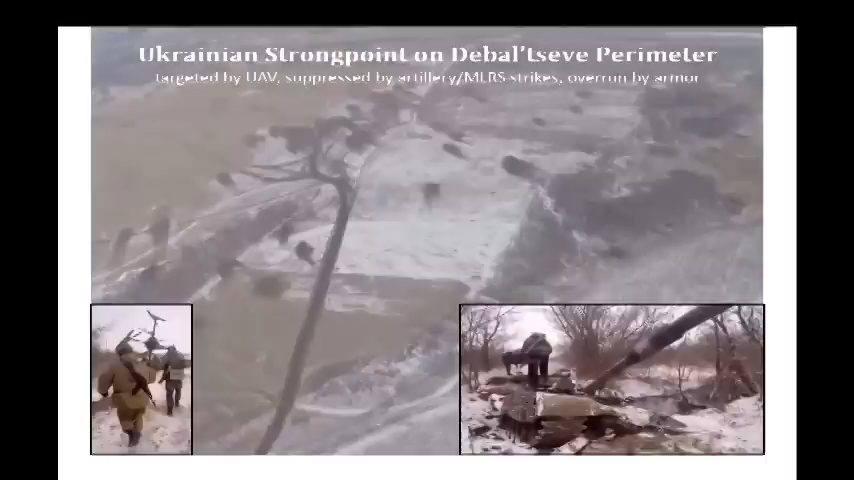 Ukrainian Strongpoint on Debal'tseve Perimeter
targeted by UAV, suppressed by artillery/MLRS strikes, overrun by armor